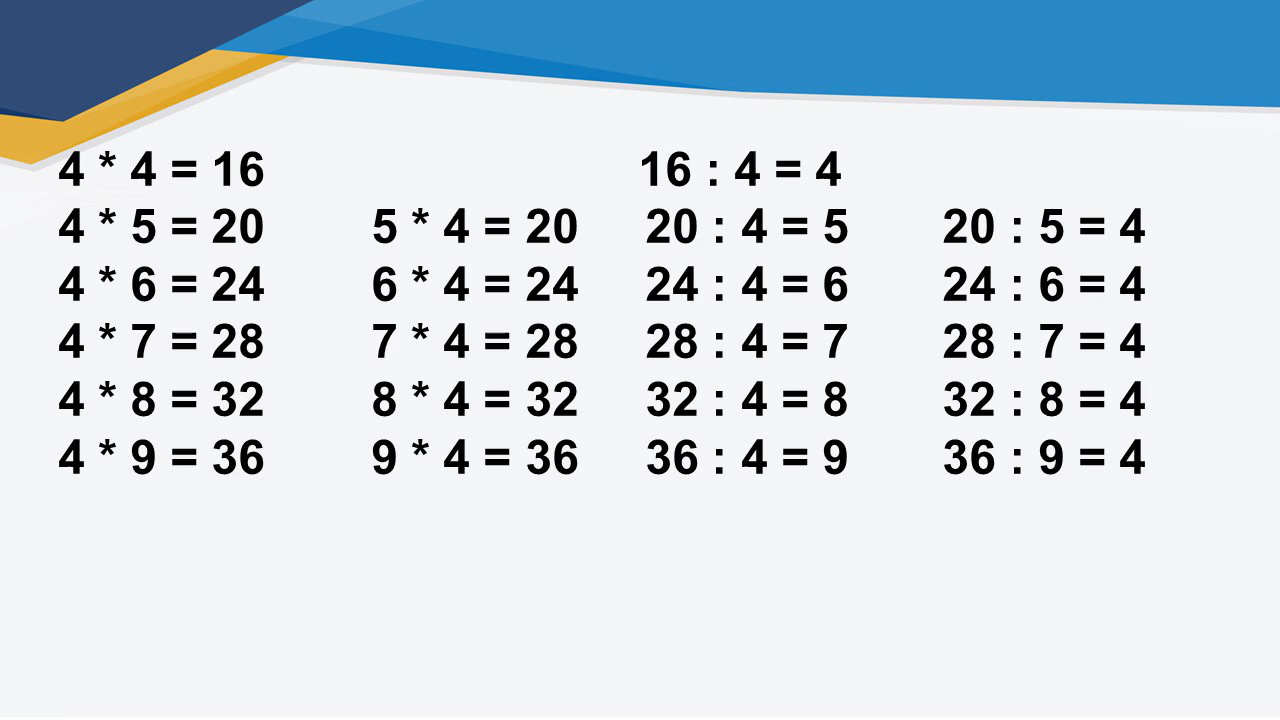 4 * 4 = 16 16 : 4 = 4
4 * 5 = 20 5 * 4 = 20 20 : 4 = 5 20 : 5 = 4
4 * 6 = 24 6 * 4 = 24 24 : 4 = 6 24 : 6 = 4
4 * 7 = 28 7 * 4 = 28 28 : 4 = 7 28 : 7 = 4
4 * 8 = 32 8 * 4 = 32 32 : 4 = 8 32 : 8 = 4
4 * 9 = 36 9 * 4 = 36 36 : 4 = 9 36 : 9 = 4